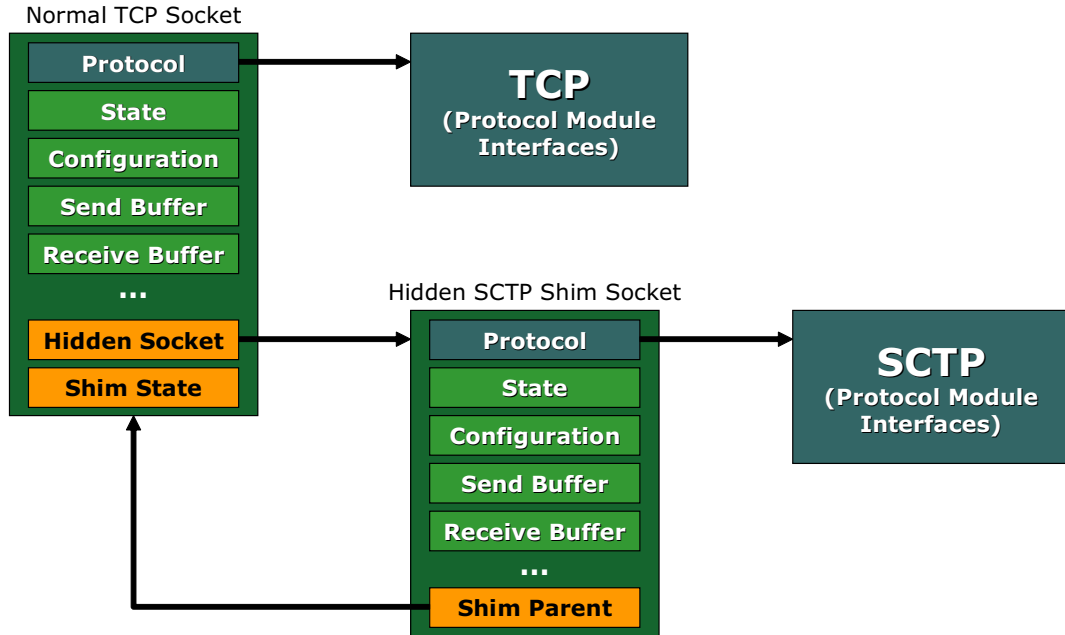 Normal TCP Socket
Protocol
State
Configuration
Send Buffer
Receive Buffer
...
Hidden Socket
Shim State
TCP
(Protocol Module
Interfaces)
Hidden SCTP Shim Socket
Protocol
State
Configuration
Send Buffer
Receive Buffer
...
Shim Parent
SCTP
(Protocol Module
Interfaces)